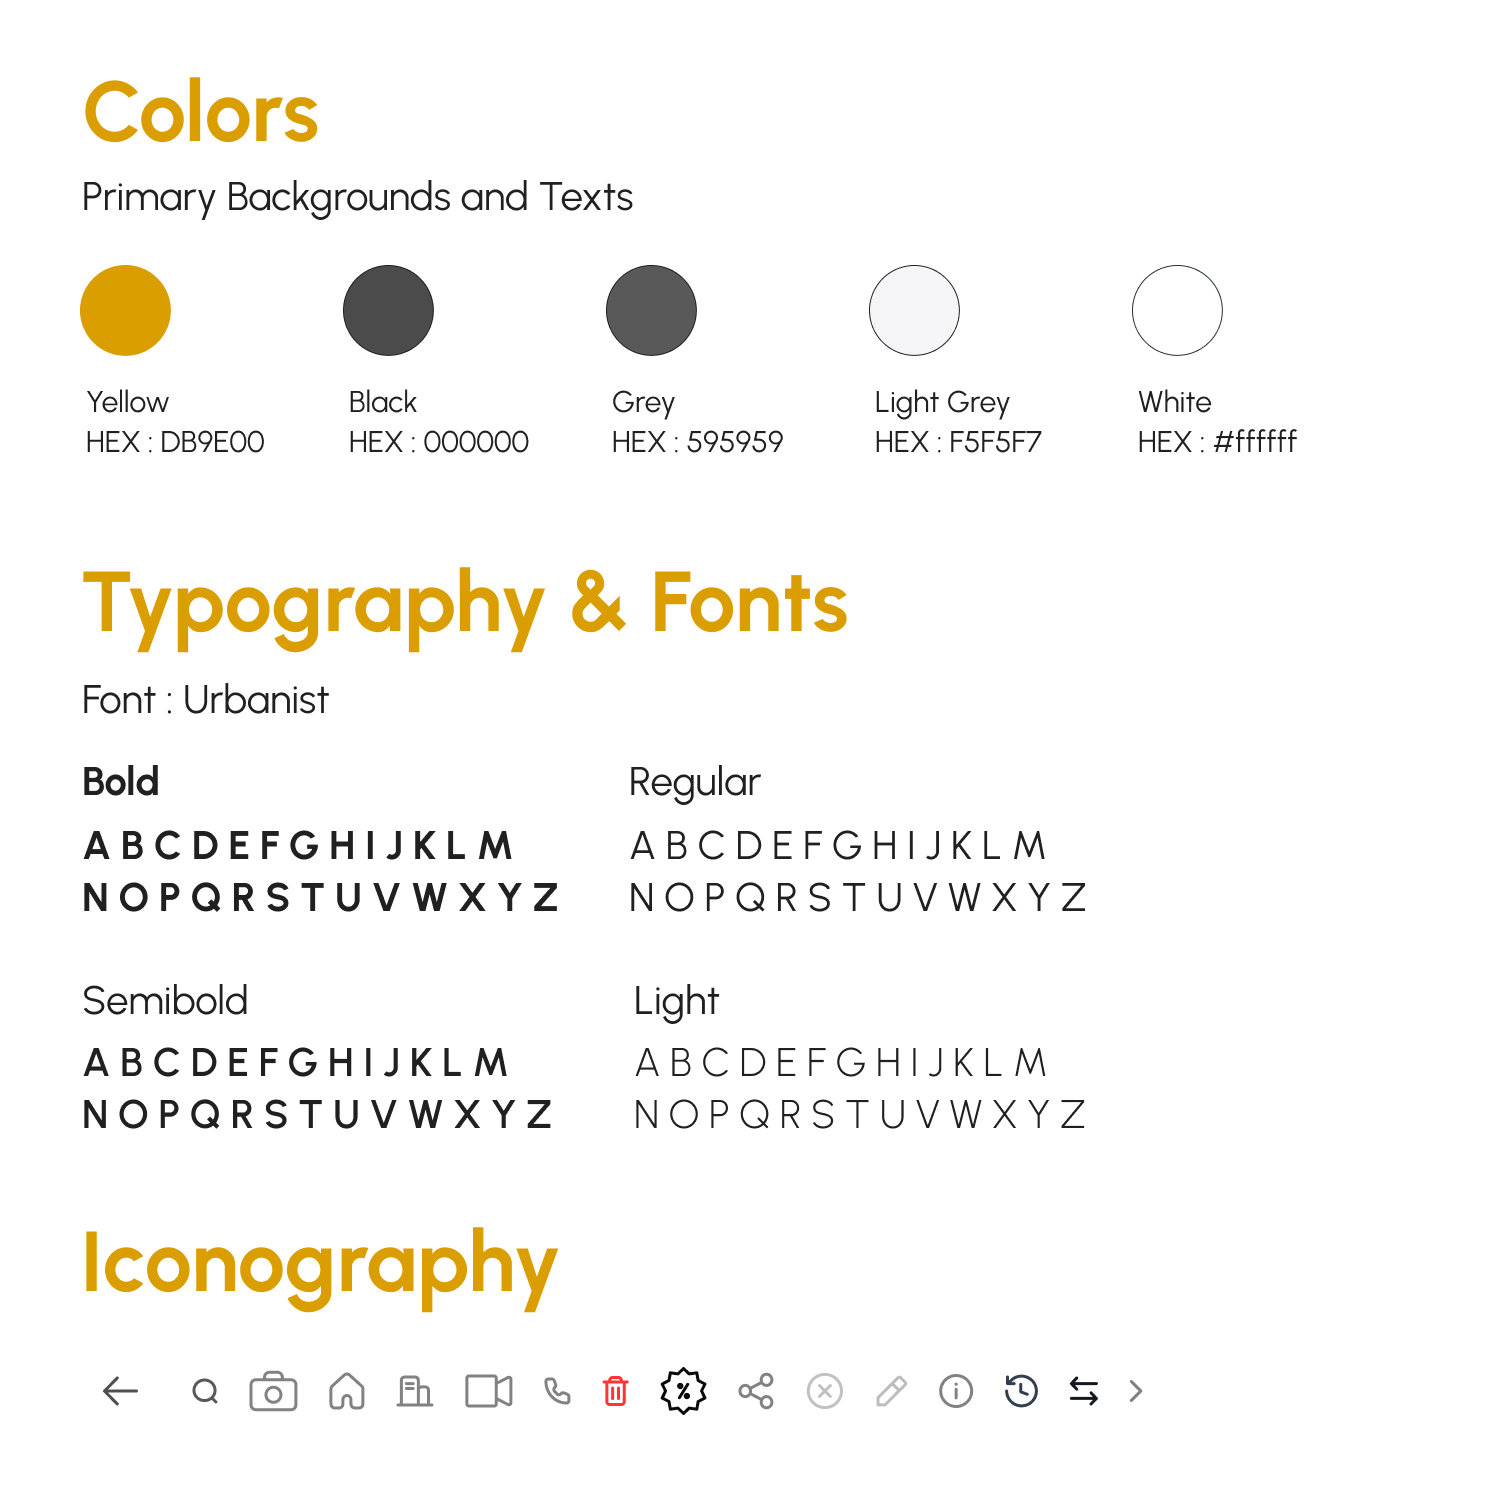 Colors
Primary Backgrounds and Texts
Yellow
HEX : DB9E00
Black
HEX : 000000
Grey
HEX : 595959
Light Grey
HEX : F5F5F7
White
HEX : #ffffff
Typography & Fonts
Font : Urbanist
Bold
A B C D E F G H I J K L M
N O P Q R S T U V W X Y Z
Regular
A B C D E F G H I J K L M
N O P Q R S T U V W X Y Z
Semibold
A B C D E F G H I J K L M
N O P Q R S T U V W X Y Z
Light
A B C D E F G H I J K L M
N O P Q R S T U V W X Y Z
Iconography